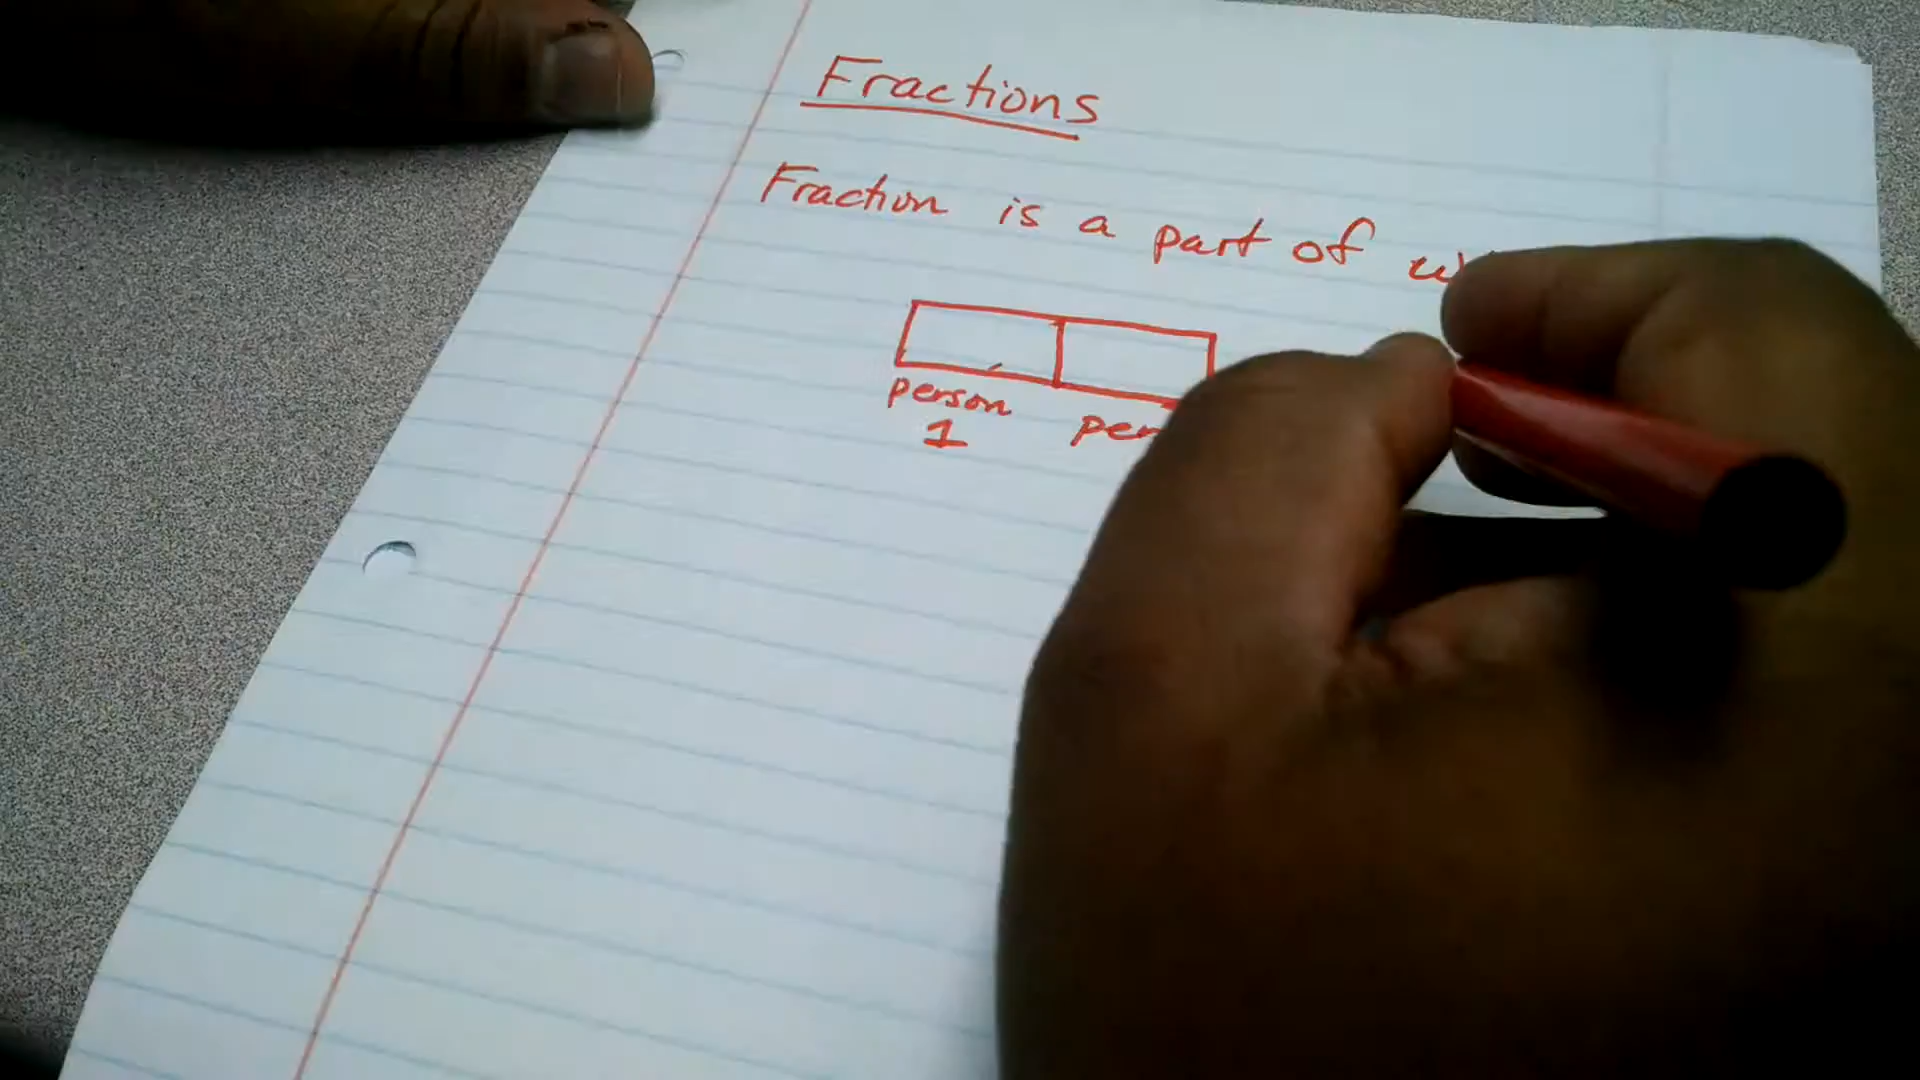 Fractions
Fraction is a part of
person
1